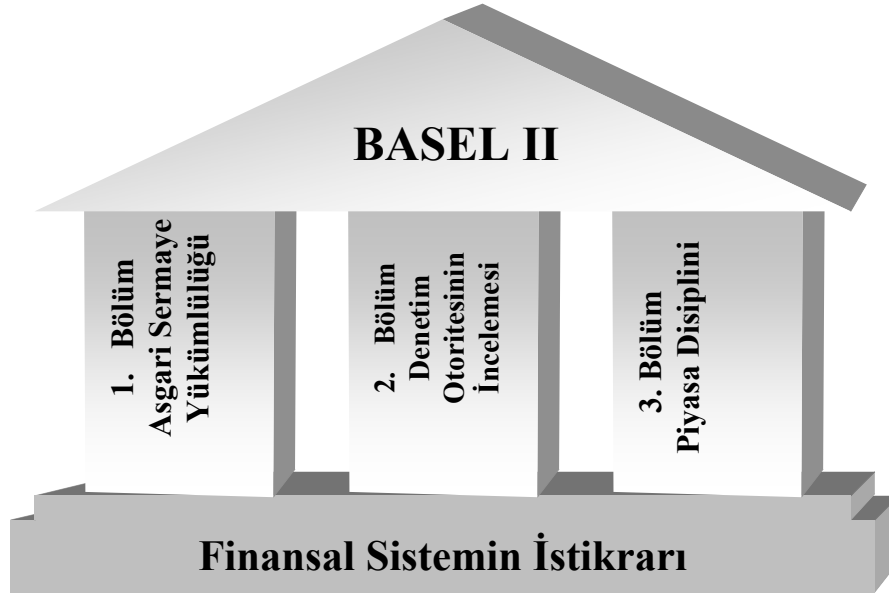 BASEL II
1. Bölüm
Asgari Sermaye
Yükümlülüğü
2. Bölüm
Denetim
Otoritesinin
İncelemesi
3. Bölüm
Piyasa Disiplini
Finansal Sistemin İstikrarı